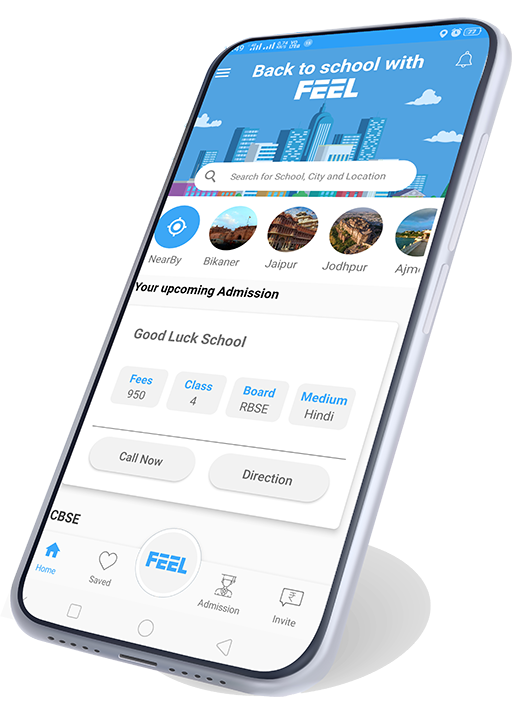 Back to school with
FEEL
Search for School, City and Location
NearBy
Bikaner
Jaipur
Jodhpur
Ajm
Your upcoming Admission
Good Luck School
Fees
950
Class
4
Board
RBSE
Medium
Hindi
Call Now
Direction
CBSE
Home
Saved
FEEL
Admission
₹
Invite